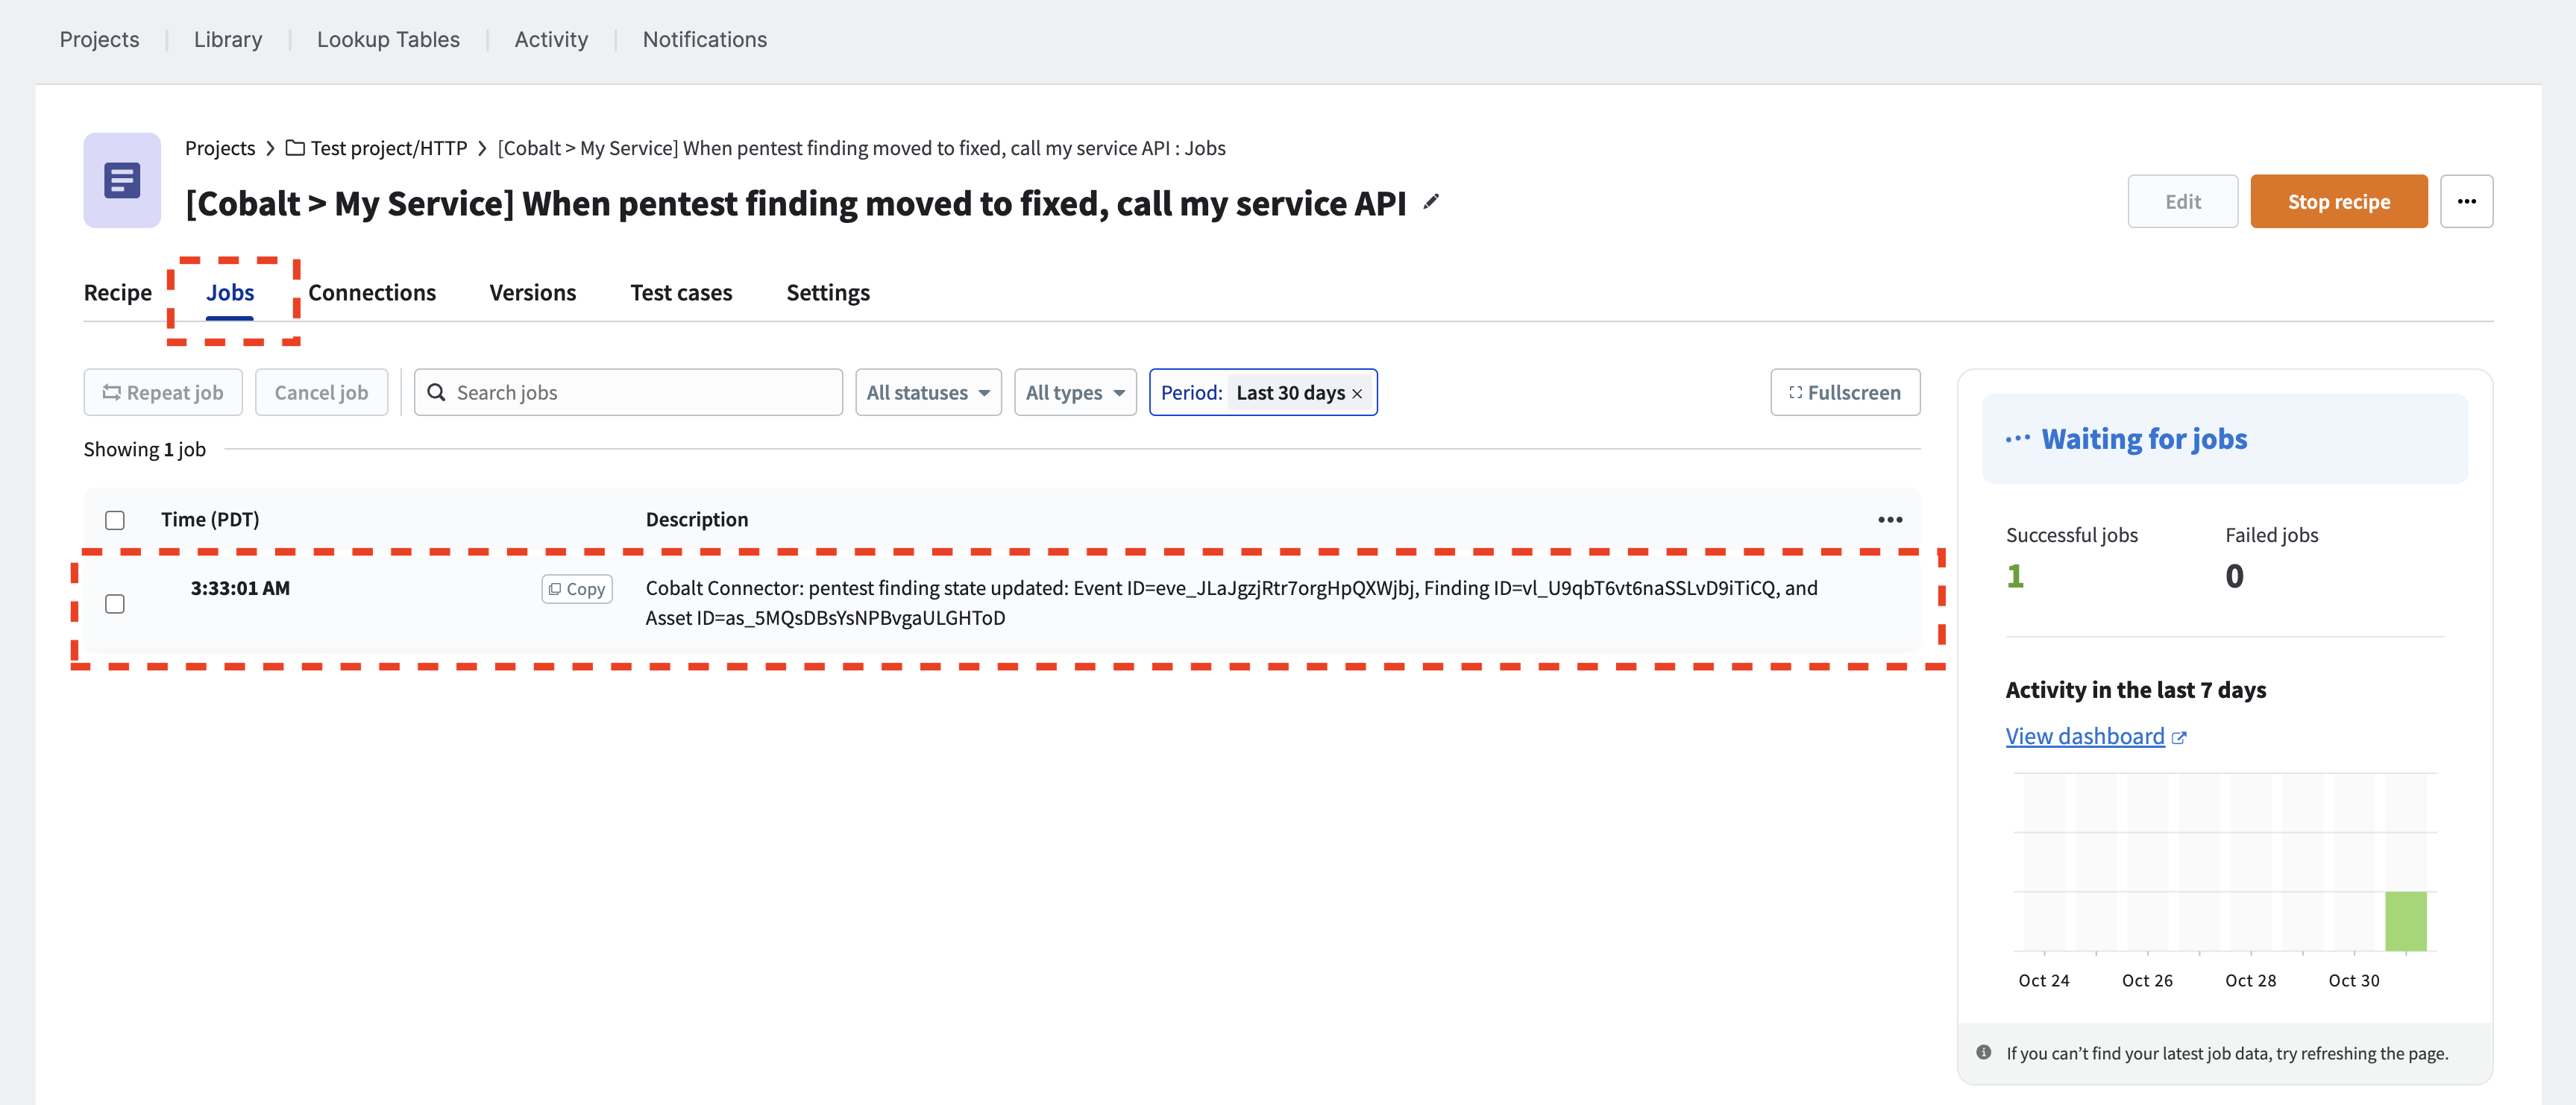 Projects | Library | Lookup Tables | Activity | Notifications
Projects > Test project/HTTP > [Cobalt > My Service] When pentest finding moved to fixed, call my service API : Jobs
[Cobalt > My Service] When pentest finding moved to fixed, call my service API
Edit
Stop recipe
Recipe Jobs Connections Versions Test cases Settings
Repeat job Cancel job Search jobs All statuses All types Period: Last 30 days × Fullscreen
Showing 1 job
Time (PDT) Description
3:33:01 AM Copy Cobalt Connector: pentest finding state updated: Event ID=eve_JLaJgzjRtr7orgHpQXWjbj, Finding ID=vl_U9qbT6vt6naSSLvD9iTiCQ, and
Asset ID=as_5MQsDBsYsNPBvgaULGHToD
Waiting for jobs
Successful jobs Failed jobs
1 0
Activity in the last 7 days
View dashboard
Oct 24 Oct 26 Oct 28 Oct 30
If you can’t find your latest job data, try refreshing the page.